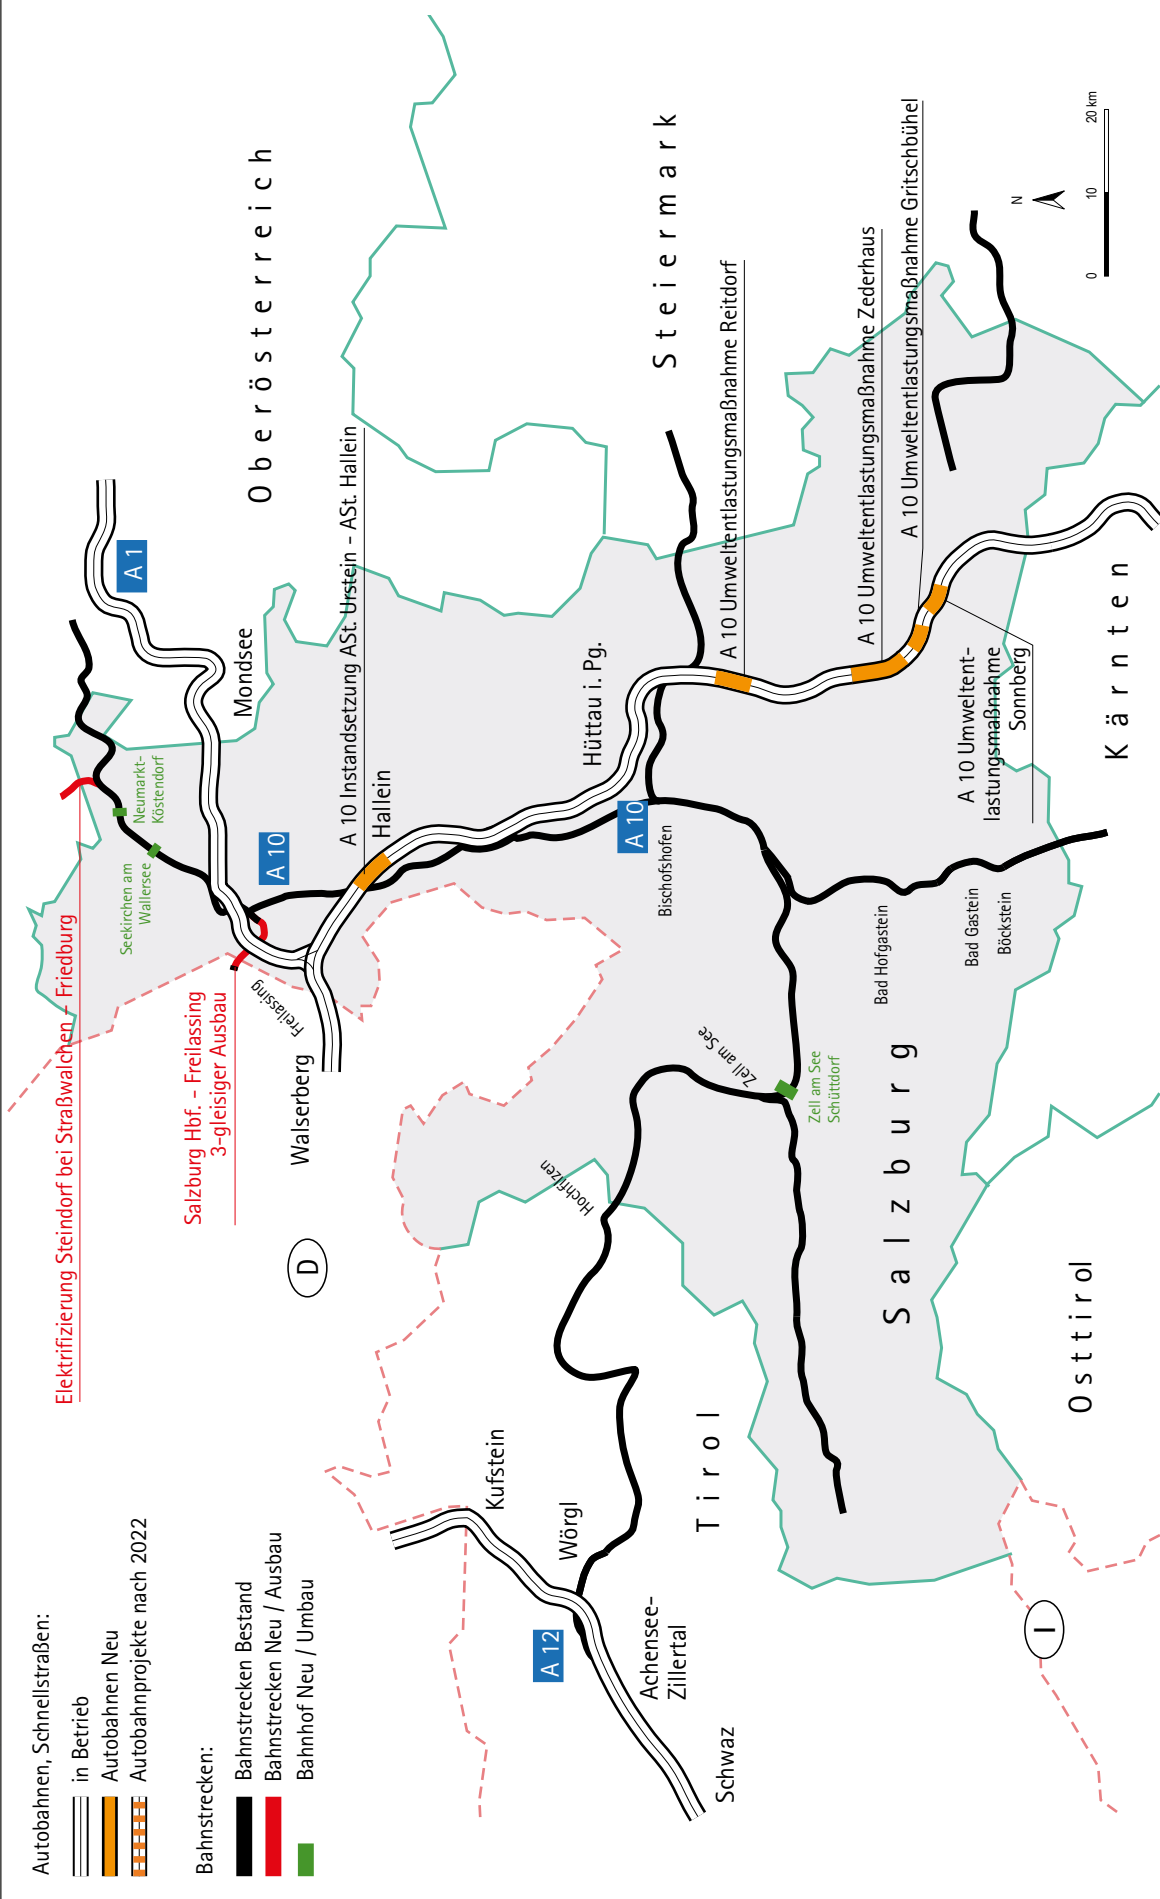 Autobahnen, Schnellstraßen:
in Betrieb
Autobahnen Neu
Autobahnprojekte nach 2022
Bahnstrecken:
Bahnstrecken Bestand
Bahnstrecken Neu / Ausbau
Bahnhof Neu / Umbau
Elektrifizierung Steindorf bei Straßwalchen – Friedburg
Salzburg Hbf. – Freilassing
3-gleisiger Ausbau
Seekirchen am
Wallersee
Neumarkt-
Köstendorf
A 1
Mondsee
Oberösterreich
A 10
Freilassing
Walserberg
D
A 10 Instandsetzung ASt. Urstein – ASt. Hallein
Hallein
Kufstein
Wörgl
A 12
Achensee-
Zillertal
Schwaz
Tirol
Hochfilzen
Zell am See
Zell am See
Schüttdorf
Hüttau i. Pg.
A 10
Bischofshofen
Steiermark
A 10 Umweltentlastungsmaßnahme Reitdorf
A 10 Umweltentlastungsmaßnahme Zederhaus
A 10 Umweltentlastungsmaßnahme Gritschbühel
A 10 Umweltent-
lastungsmaßnahme
Sonnberg
Bad Hofgastein
Bad Gastein
Böckstein
Salzburg
Osttirol
Kärnten
I
N
0 10 20 km